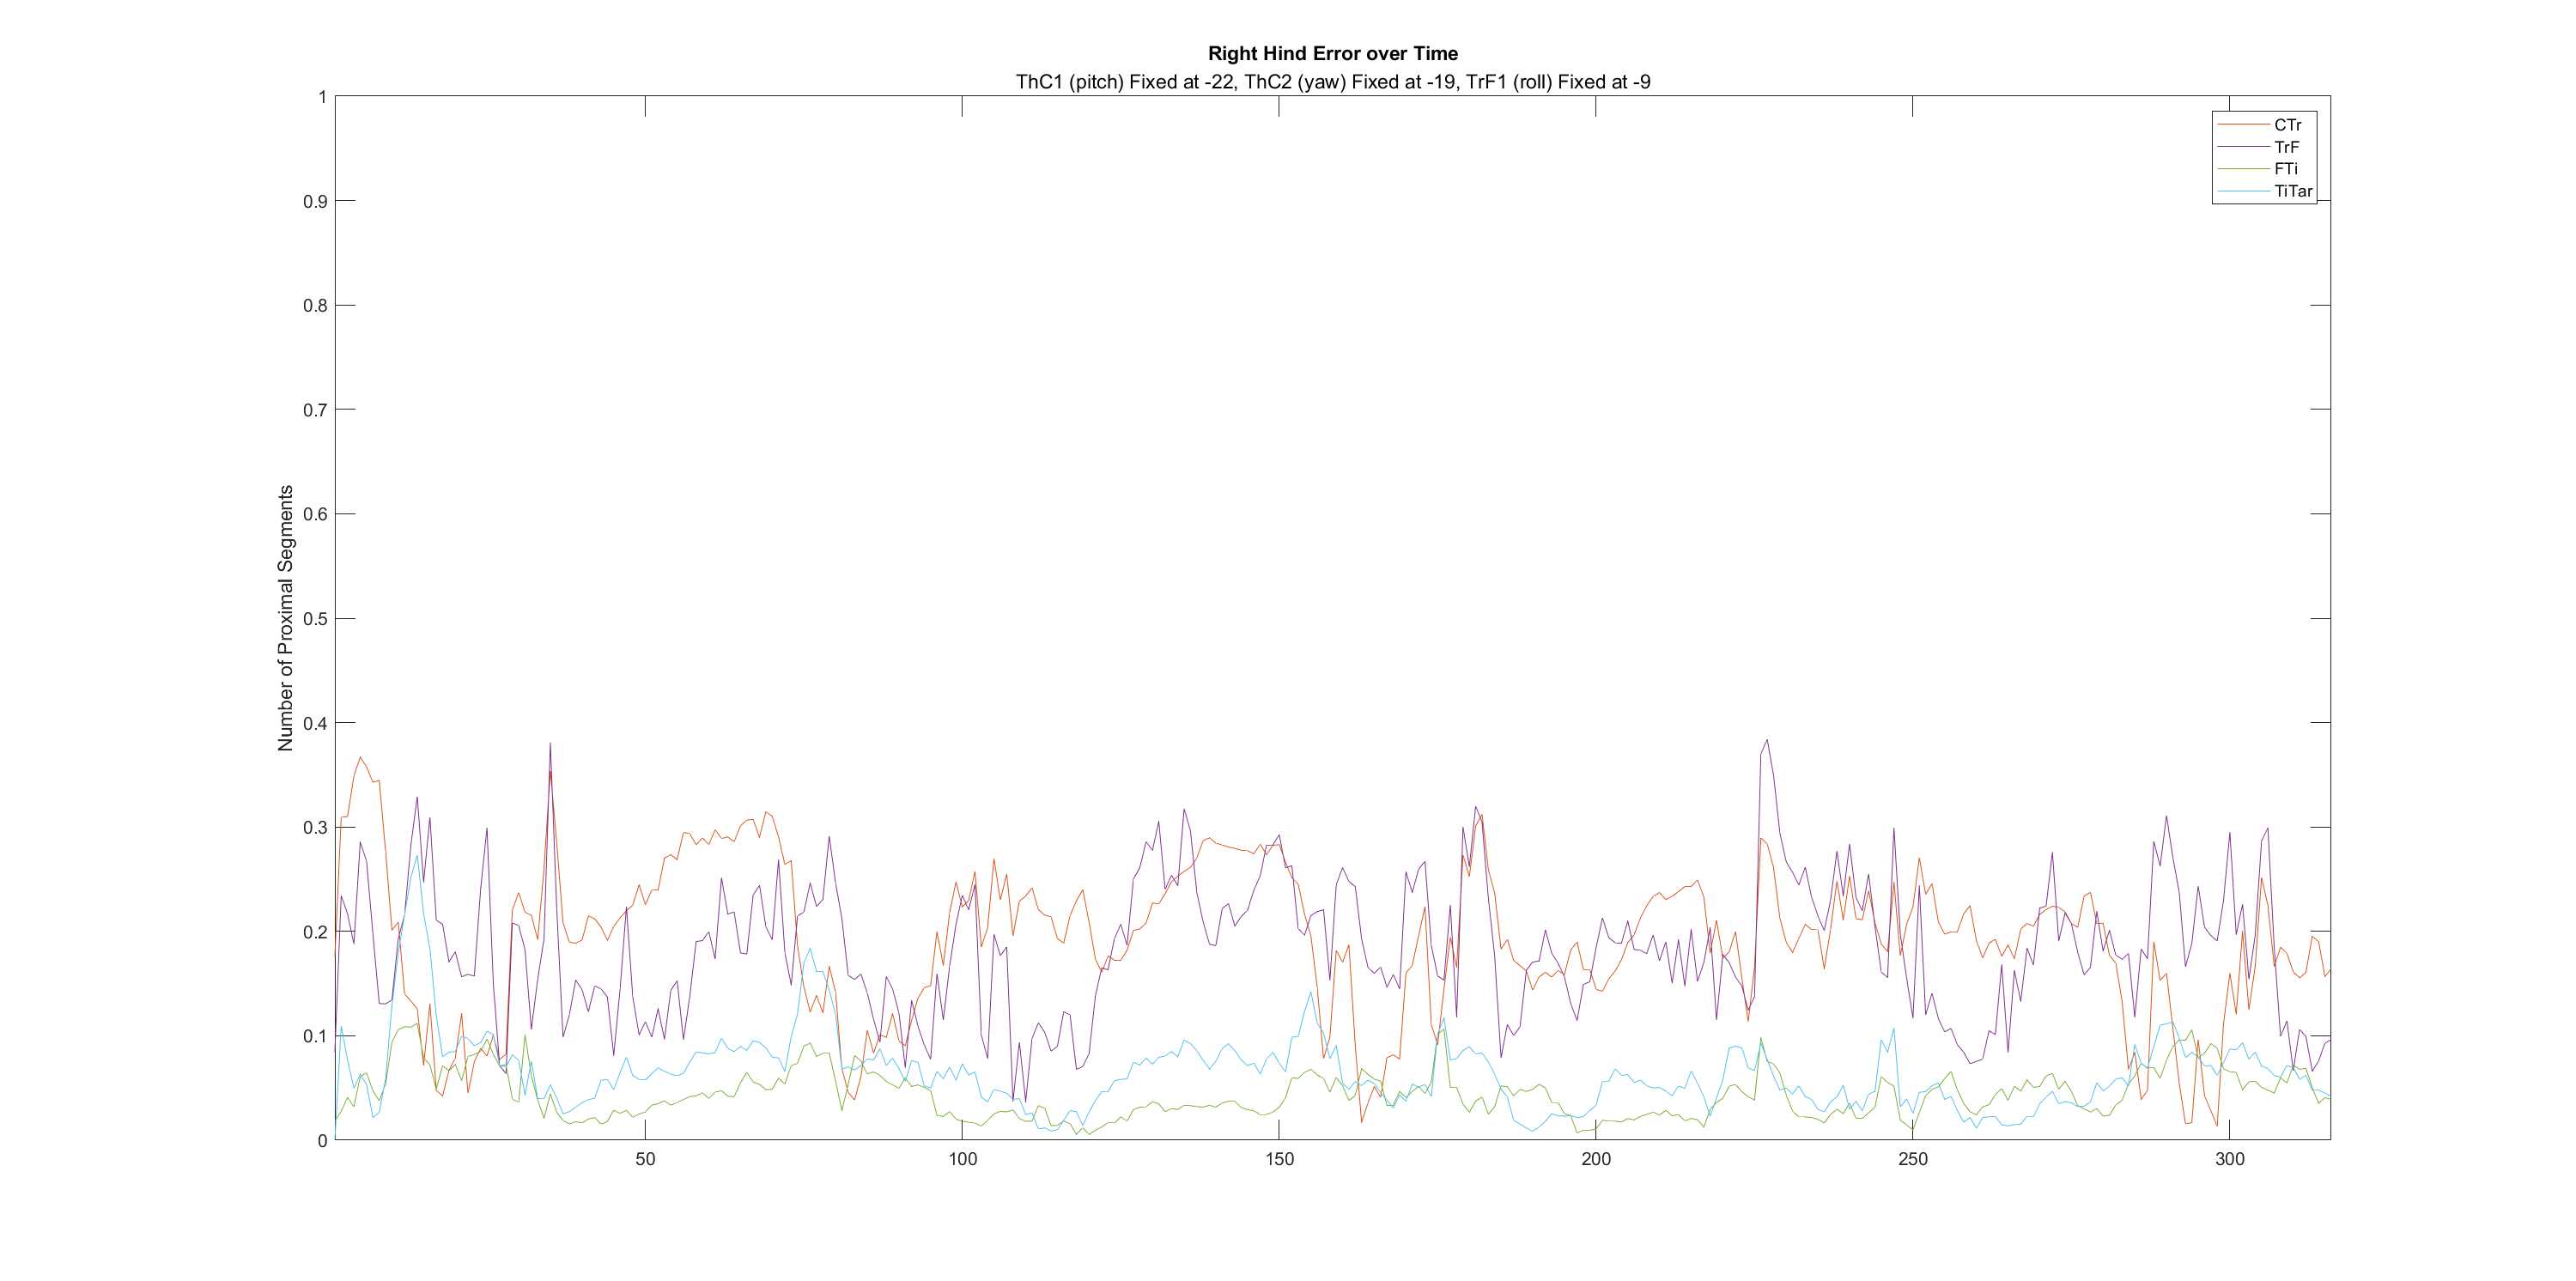 Right Hind Error over Time
ThC1 (pitch) Fixed at -22, ThC2 (yaw) Fixed at -19, TrF1 (roll) Fixed at -9
CTr
TrF
FTi
TiTar
Number of Proximal Segments
1
0.9
0.8
0.7
0.6
0.5
0.4
0.3
0.2
0.1
0
50
100
150
200
250
300